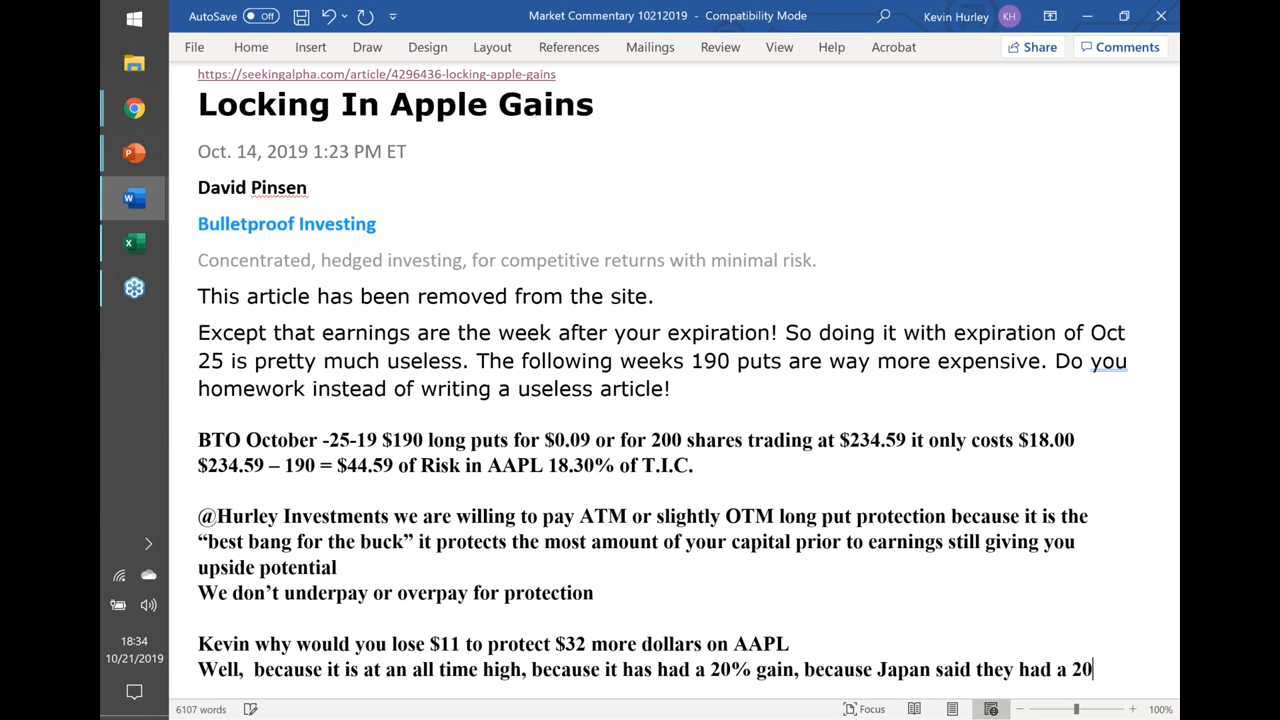 AutoSave Off Market Commentary 10212019 - Compatibility Mode Kevin Hurley KH
File Home Insert Draw Design Layout References Mailings Review View Help Acrobat Share Comments
https://seekingalpha.com/article/4296436-locking-apple-gains
Locking In Apple Gains
Oct. 14, 2019 1:23 PM ET
David Pinsen
Bulletproof Investing
Concentrated, hedged investing, for competitive returns with minimal risk.
This article has been removed from the site.
Except that earnings are the week after your expiration! So doing it with expiration of Oct
25 is pretty much useless. The following weeks 190 puts are way more expensive. Do you
homework instead of writing a useless article!
BTO October -25-19 $190 long puts for $0.09 or for 200 shares trading at $234.59 it only costs $18.00
$234.59 – 190 = $44.59 of Risk in AAPL 18.30% of T.I.C.
@Hurley Investments we are willing to pay ATM or slightly OTM long put protection because it is the
“best bang for the buck” it protects the most amount of your capital prior to earnings still giving you
upside potential
We don’t underpay or overpay for protection
Kevin why would you lose $11 to protect $32 more dollars on AAPL
Well,  because it is at an all time high, because it has had a 20% gain, because Japan said they had a 20
18:34
10/21/2019
6107 words Focus 100%